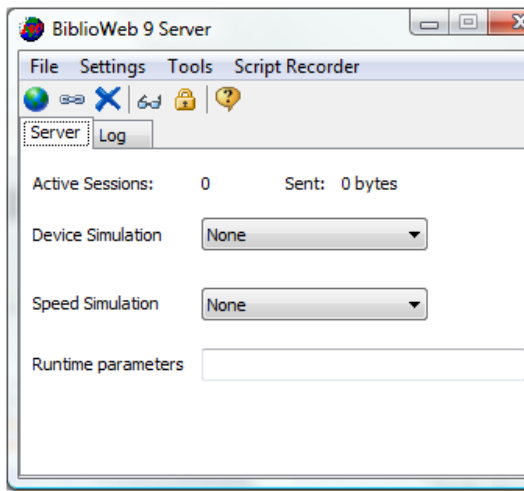 BiblioWeb 9 Server
File Settings Tools Script Recorder
Server Log
Active Sessions: 0 Sent: 0 bytes
Device Simulation None
Speed Simulation None
Runtime parameters